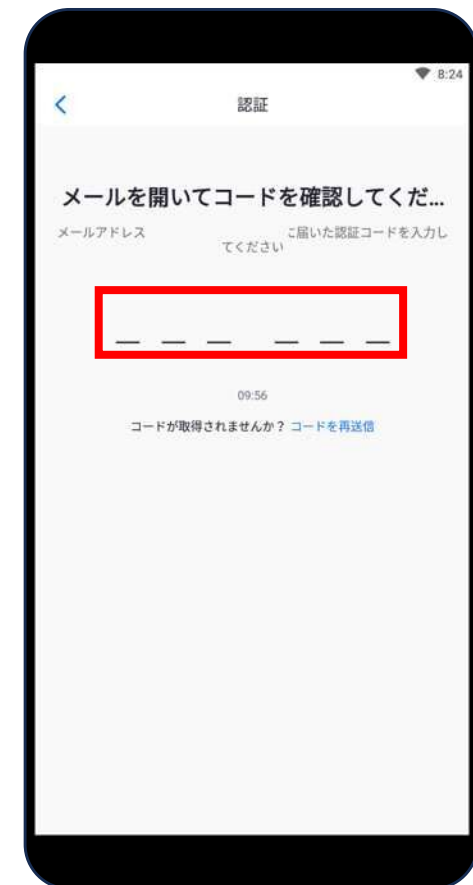 8:24
認証
メールを開いてコードを確認してくだ...
メールアドレス に届いた認証コードを入力し
てください
09:56
コードが取得されませんか？ コードを再送信